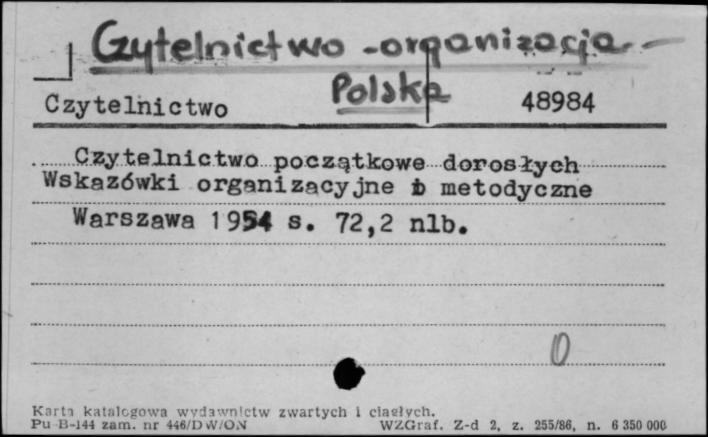 Czytelnictwo - organizacja -
Polska
Czytelnictwo 48984
Czytelnictwo początkowe dorosłych
Wskazówki organizacyjne i metodyczne
Warszawa 1954 s. 72,2 nlb.
0
Karta katalogowa wydawnictw zwartych i ciągłych.
Pu-B-144 zam. nr 446/DW/ON WZGraf. Z-d 2, z. 255/86, n. 6 350 000